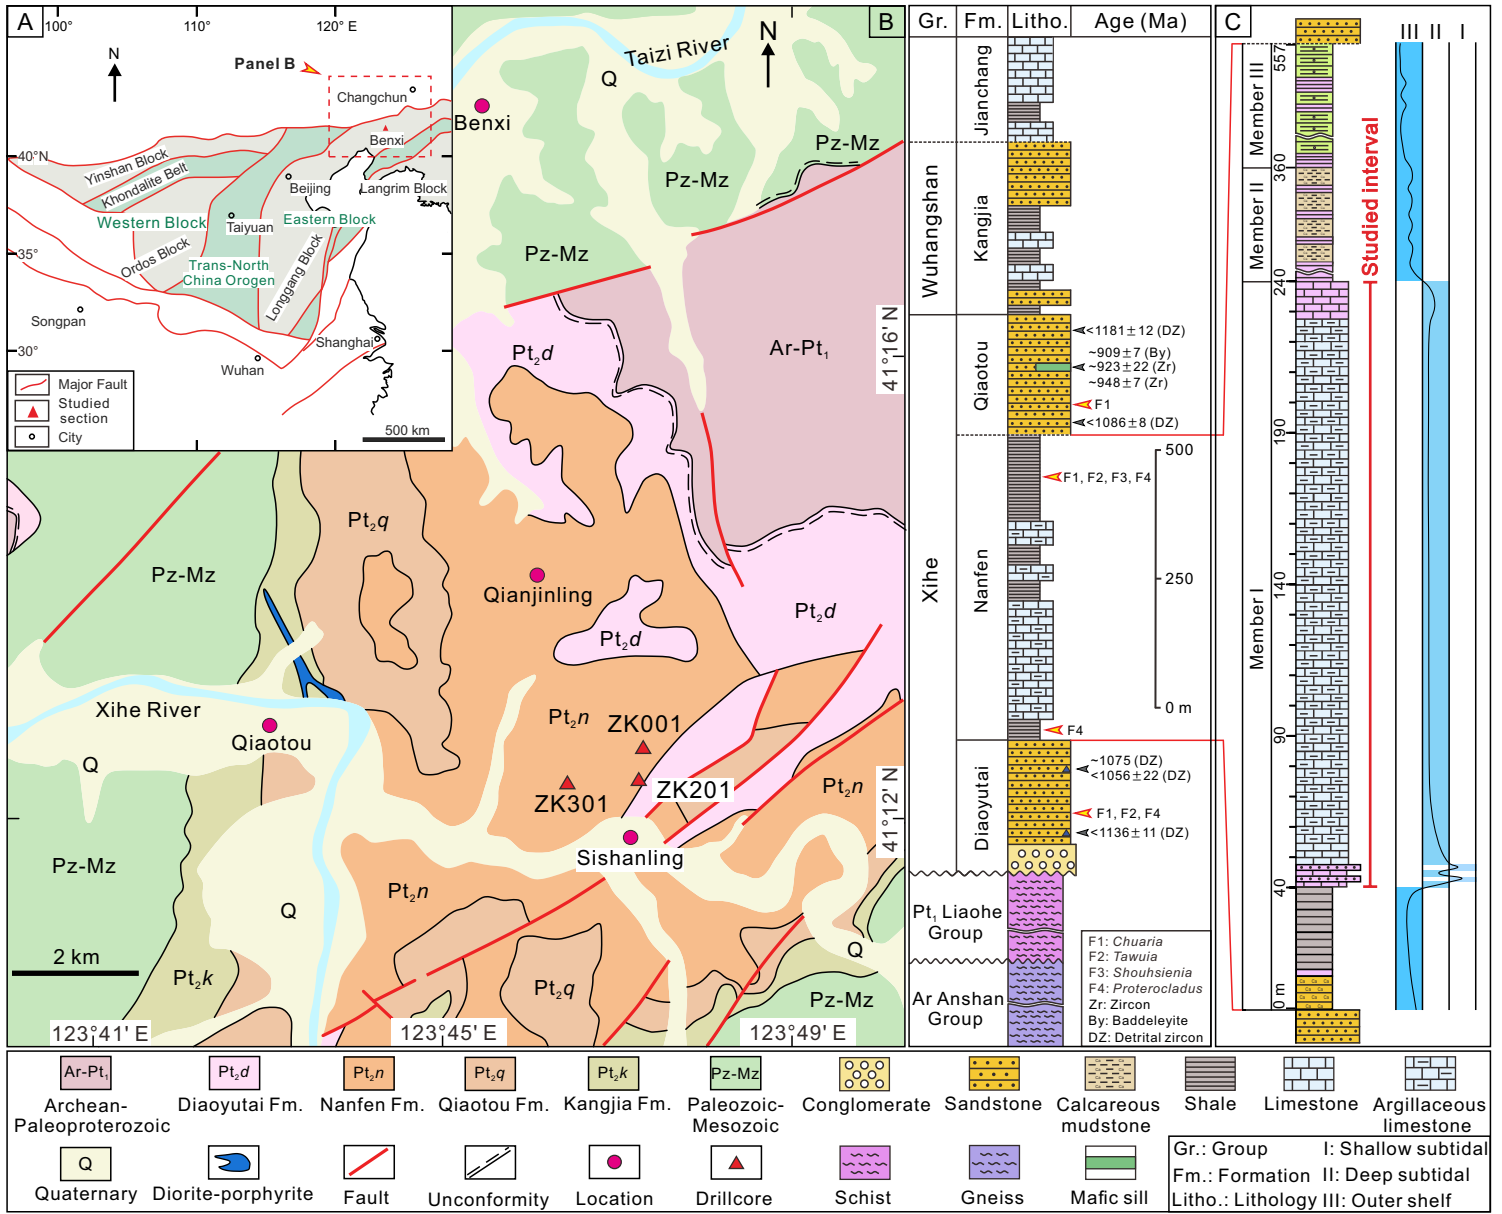 A
100°
110°
120° E
N
Panel B
Changchun
Benxi
40°N
Yinshan Block
Khondalite Belt
Beijing
Langrim Block
Western Block
Taiyuan
Eastern Block
Ordos Block
Trans-North
China Orogen
Longgang Block
35°
Songpan
Shanghai
30°
Wuhan
Major Fault
Studied
section
City
500 km
B
N
Taizi River
Q
Benxi
Pz-Mz
Pz-Mz
Pz-Mz
Pt₂d
Ar-Pt₁
41°16' N
Pt₂q
Pz-Mz
Qianjinling
Pt₂d
Pt₂d
Xihe River
Pt₂n
ZK001
Qiaotou
Q
ZK301
ZK201
Pt₂n
41°12' N
Sishanling
Pz-Mz
Pt₂n
Q
Q
2 km
Pt₂k
Pt₂q
Pz-Mz
123°41' E
123°45' E
123°49' E
Gr.
Fm.
Litho.
Age (Ma)
Jianchang
Wuhangshan
Kangjia
Qiaotou
<1181±12 (DZ)
~909±7 (By)
~923±22 (Zr)
~948±7 (Zr)
F1
<1086±8 (DZ)
Xihe
Nanfen
F1, F2, F3, F4
500
250
0 m
F4
Diaoyutai
~1075 (DZ)
<1056±22 (DZ)
F1, F2, F4
<1136±11 (DZ)
Pt₁ Liaohe
Group
Ar Anshan
Group
F1: Chuaria
F2: Tawuia
F3: Shouhsienia
F4: Proterocladus
Zr: Zircon
By: Baddeleyite
DZ: Detrital zircon
C
III
II
I
557
Member III
360
Member II
240
Studied interval
190
140
Member I
90
40
0 m
Ar-Pt₁
Pt₂d
Pt₂n
Pt₂q
Pt₂k
Pz-Mz
Archean-
Paleoproterozoic
Diaoyutai Fm.
Nanfen Fm.
Qiaotou Fm.
Kangjia Fm.
Paleozoic-
Mesozoic
Conglomerate
Sandstone
Calcareous
mudstone
Shale
Limestone
Argillaceous
limestone
Q
Quaternary
Diorite-porphyrite
Fault
Unconformity
Location
Drillcore
Schist
Gneiss
Mafic sill
Gr.: Group
I: Shallow subtidal
Fm.: Formation
II: Deep subtidal
Litho.: Lithology
III: Outer shelf